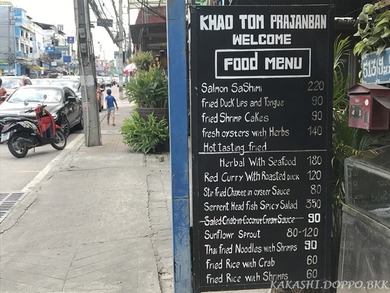 KHAO TOM PRAJANBAN
WELCOME
FOOD MENU
Salmon SaShimi 220
Fried Duck Lips and Tongue 90
Fried Shrimp Cakes 90
Fresh oysters with Herbs 140
Hot tasting fried
Herbal With Seafood 180
Red Curry With Roasted duck 120
Stir fried Chakee in oyster Sauce 80
Serrent Head fish Spicy Salad 350
Salad Crab in Coconut Cream Sauce 90
Sunflowr Sprout 80-120
Thai Fried Noodles with Shrimps 90
Fried Rice with Crab 60
Fried Rice with Shrimps 60
KAKASHI.DOPPO.BKK